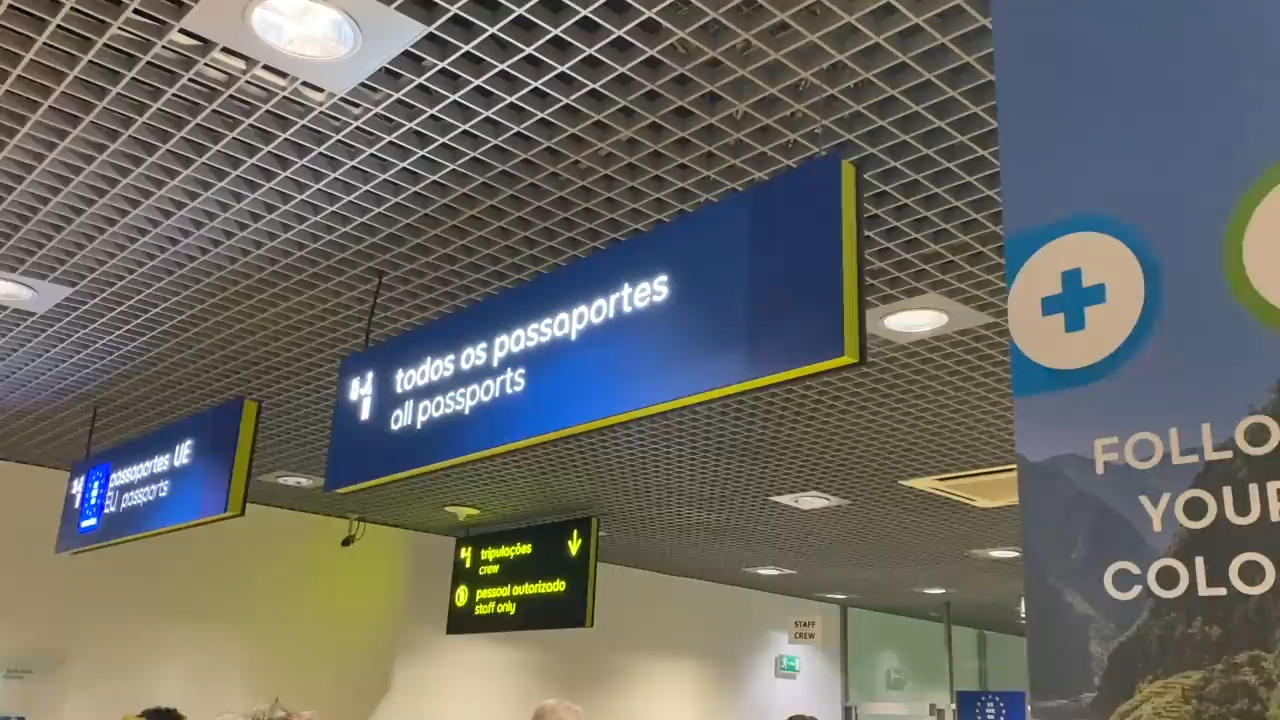 todos os passaportes
all passports
passaportes UE
EU passports
tripulações
crew
pessoal autorizado
staff only
STAFF
CREW
FOLLO
YOUR
COLO